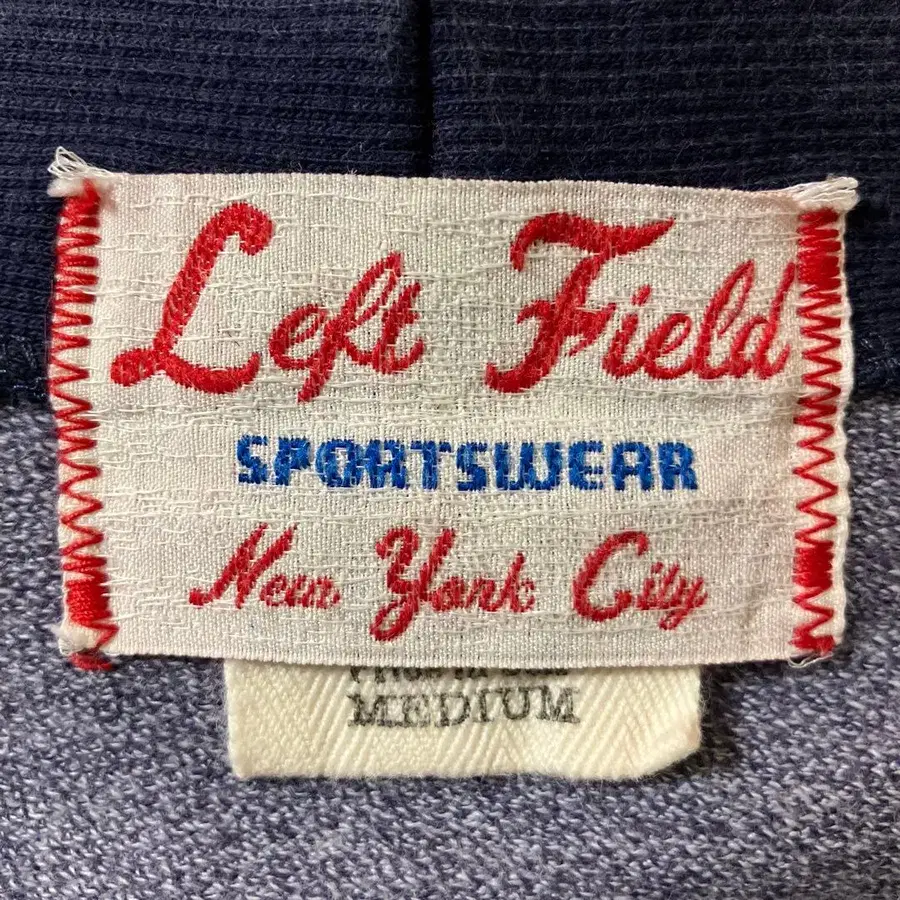 Left Field
SPORTSWEAR
New York City
MEDIUM